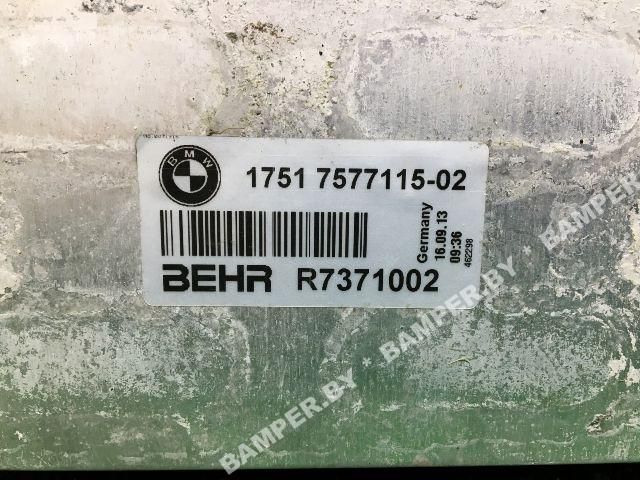 BMW
1751 7577115-02
Germany
16.09.13
09:36
462298
BEHR R7371002
BAMPER.BY * BAMPER.BY * BAMPER.BY * BAMPER.BY